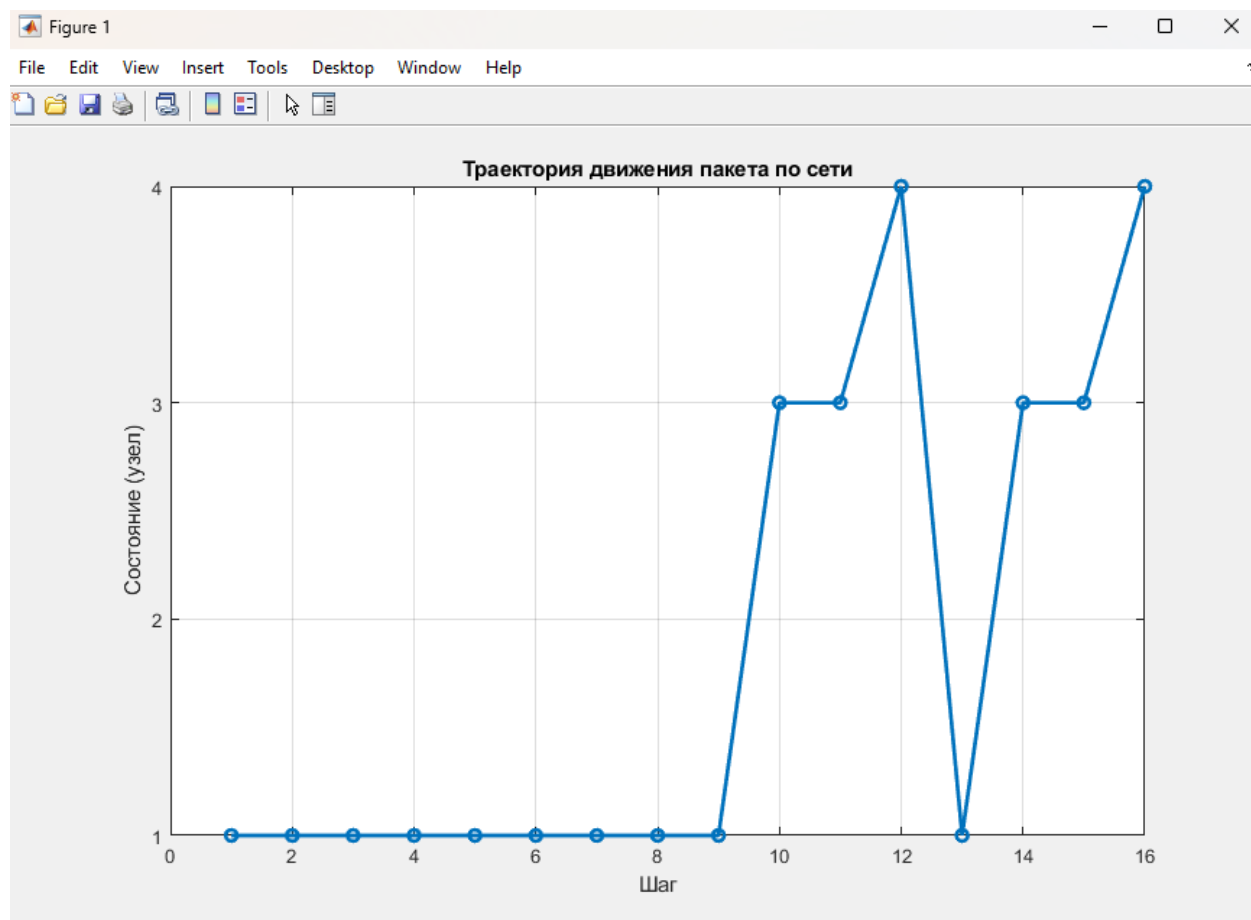 Figure 1
File Edit View Insert Tools Desktop Window Help
Траектория движения пакета по сети
4
3
2
1
Состояние (узел)
0 2 4 6 8 10 12 14 16
Шаг